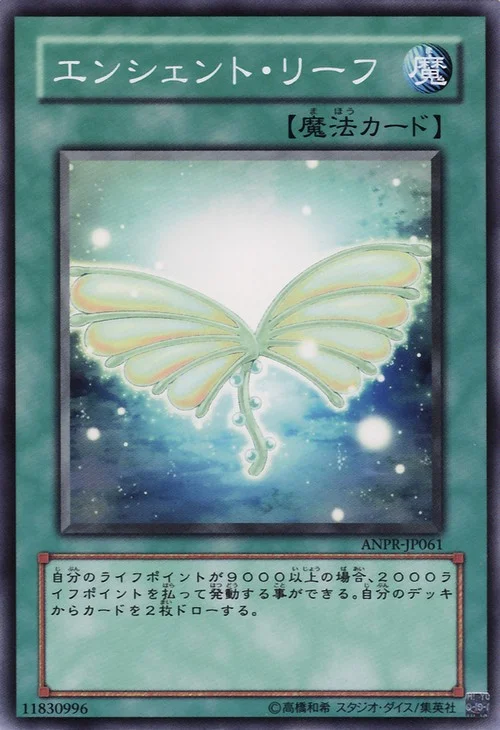 エンシェント・リーフ 魔
【魔法カード】
ANPR-JP061
自分のライフポイントが9000以上の場合、2000ラ
イフポイントを払って発動する事ができる。自分のデッキ
からカードを2枚ドローする。
11830996 ©高橋和希 スタジオ・ダイス/集英社